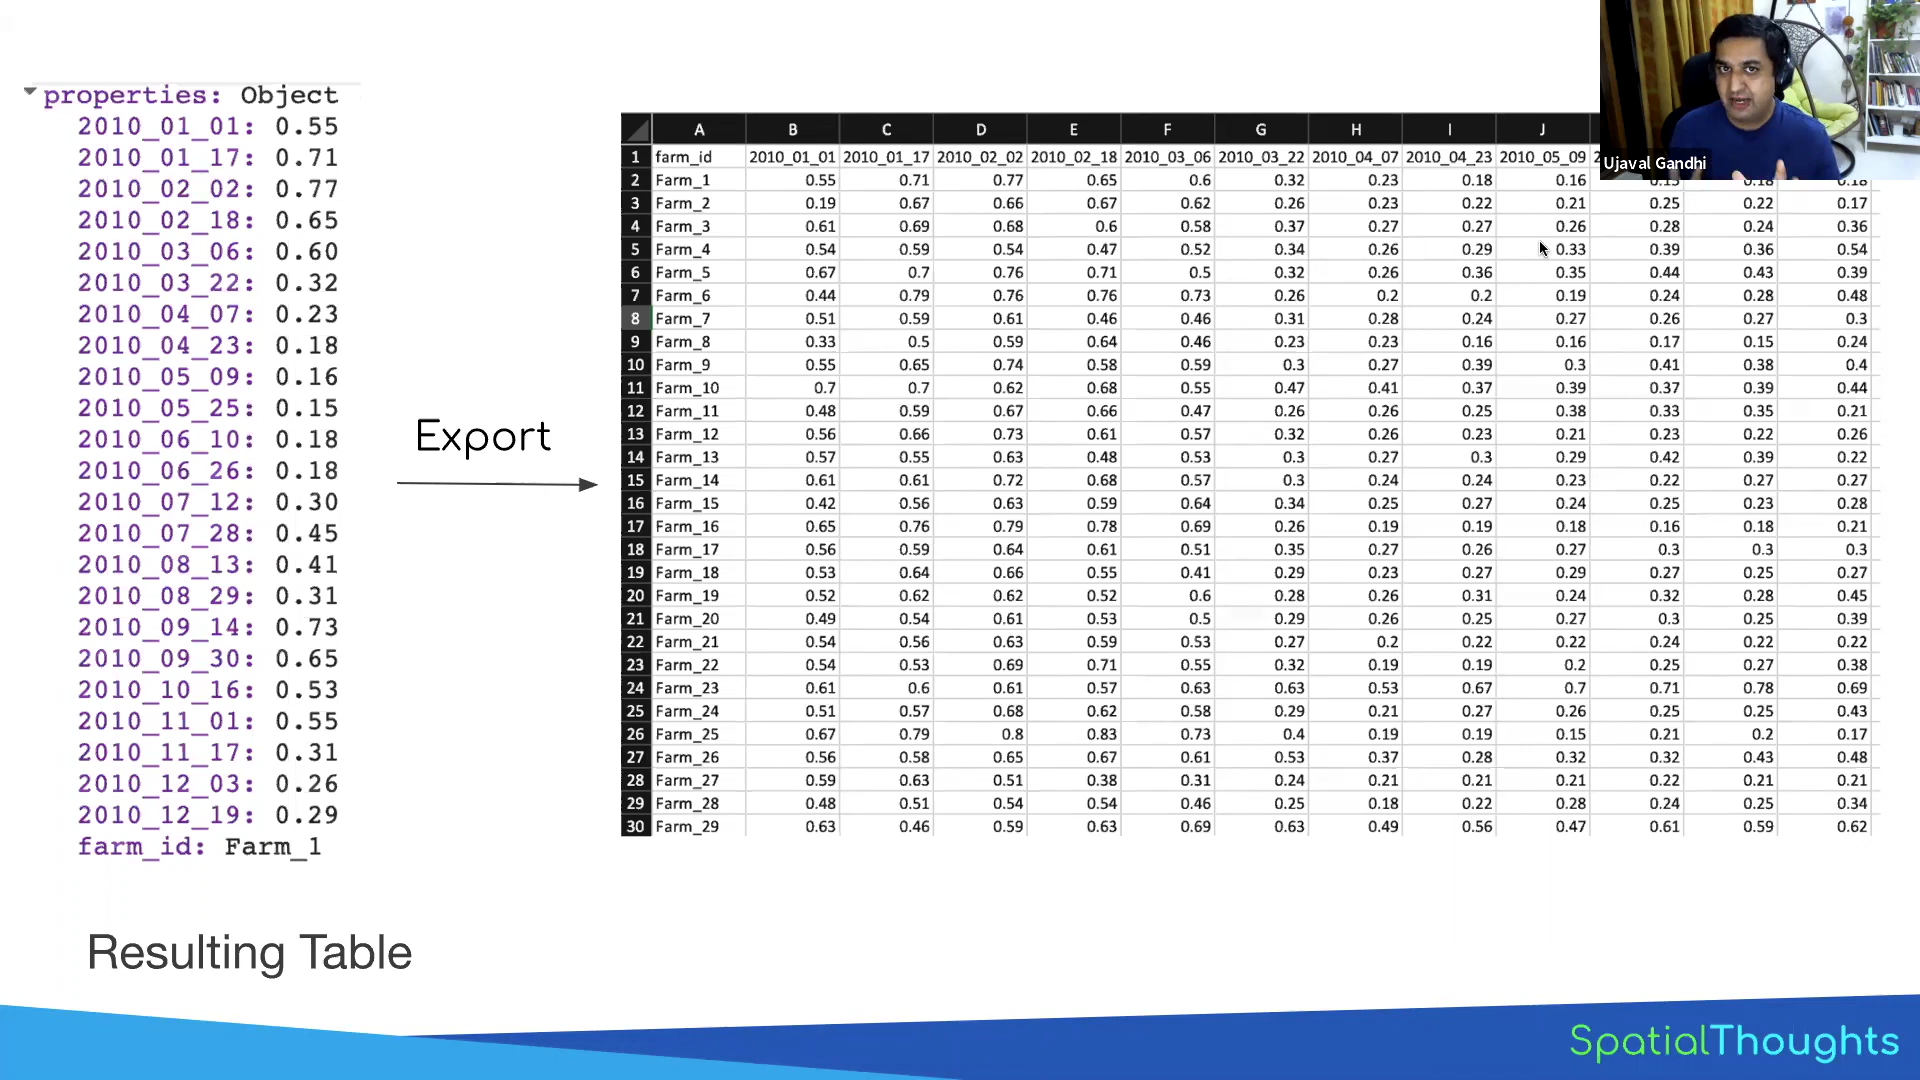 properties: Object
2010_01_01: 0.55
2010_01_17: 0.71
2010_02_02: 0.77
2010_02_18: 0.65
2010_03_06: 0.60
2010_03_22: 0.32
2010_04_07: 0.23
2010_04_23: 0.18
2010_05_09: 0.16
2010_05_25: 0.15
2010_06_10: 0.18
2010_06_26: 0.18
2010_07_12: 0.30
2010_07_28: 0.45
2010_08_13: 0.41
2010_08_29: 0.31
2010_09_14: 0.73
2010_09_30: 0.65
2010_10_16: 0.53
2010_11_01: 0.55
2010_11_17: 0.31
2010_12_03: 0.26
2010_12_19: 0.29
farm_id: Farm_1
Export
A B C D E F G H I J
1 farm_id 2010_01_01 2010_01_17 2010_02_02 2010_02_18 2010_03_06 2010_03_22 2010_04_07 2010_04_23 2010_05_09
2 Farm_1 0.55 0.71 0.77 0.65 0.6 0.32 0.23 0.18 0.16 0.15 0.18 0.18
3 Farm_2 0.19 0.67 0.66 0.67 0.62 0.26 0.23 0.22 0.21 0.25 0.22 0.17
4 Farm_3 0.61 0.69 0.68 0.6 0.58 0.37 0.27 0.27 0.26 0.28 0.24 0.36
5 Farm_4 0.54 0.59 0.54 0.47 0.52 0.34 0.26 0.29 0.33 0.39 0.36 0.54
6 Farm_5 0.67 0.7 0.76 0.71 0.5 0.32 0.26 0.36 0.35 0.44 0.43 0.39
7 Farm_6 0.44 0.79 0.76 0.76 0.73 0.26 0.2 0.2 0.19 0.24 0.28 0.48
8 Farm_7 0.51 0.59 0.61 0.46 0.46 0.31 0.28 0.24 0.27 0.26 0.27 0.3
9 Farm_8 0.33 0.5 0.59 0.64 0.46 0.23 0.23 0.16 0.16 0.17 0.15 0.24
10 Farm_9 0.55 0.65 0.74 0.58 0.59 0.3 0.27 0.39 0.3 0.41 0.38 0.4
11 Farm_10 0.7 0.7 0.62 0.68 0.55 0.47 0.41 0.37 0.39 0.37 0.39 0.44
12 Farm_11 0.48 0.59 0.67 0.66 0.47 0.26 0.26 0.25 0.38 0.33 0.35 0.21
13 Farm_12 0.56 0.66 0.73 0.61 0.57 0.32 0.26 0.23 0.21 0.23 0.22 0.26
14 Farm_13 0.57 0.55 0.63 0.48 0.53 0.3 0.27 0.3 0.29 0.42 0.39 0.22
15 Farm_14 0.61 0.61 0.72 0.68 0.57 0.3 0.24 0.24 0.23 0.22 0.27 0.27
16 Farm_15 0.42 0.56 0.63 0.59 0.64 0.34 0.25 0.27 0.24 0.25 0.23 0.28
17 Farm_16 0.65 0.76 0.79 0.78 0.69 0.26 0.19 0.19 0.18 0.16 0.18 0.21
18 Farm_17 0.56 0.59 0.64 0.61 0.51 0.35 0.27 0.26 0.27 0.3 0.3 0.3
19 Farm_18 0.53 0.64 0.66 0.55 0.41 0.29 0.23 0.27 0.29 0.27 0.25 0.27
20 Farm_19 0.52 0.62 0.62 0.52 0.6 0.28 0.26 0.31 0.24 0.32 0.28 0.45
21 Farm_20 0.49 0.54 0.61 0.53 0.5 0.29 0.26 0.25 0.27 0.3 0.25 0.39
22 Farm_21 0.54 0.56 0.63 0.59 0.53 0.27 0.2 0.22 0.22 0.24 0.22 0.22
23 Farm_22 0.54 0.53 0.69 0.71 0.55 0.32 0.19 0.19 0.2 0.25 0.27 0.38
24 Farm_23 0.61 0.6 0.61 0.57 0.63 0.63 0.53 0.67 0.7 0.71 0.78 0.69
25 Farm_24 0.51 0.57 0.68 0.62 0.58 0.29 0.21 0.27 0.26 0.25 0.25 0.43
26 Farm_25 0.67 0.79 0.8 0.83 0.73 0.4 0.19 0.19 0.15 0.21 0.2 0.17
27 Farm_26 0.56 0.58 0.65 0.67 0.61 0.53 0.37 0.28 0.32 0.32 0.43 0.48
28 Farm_27 0.59 0.63 0.51 0.38 0.31 0.24 0.21 0.21 0.21 0.22 0.21 0.21
29 Farm_28 0.48 0.51 0.54 0.54 0.46 0.25 0.18 0.22 0.28 0.24 0.25 0.34
30 Farm_29 0.63 0.46 0.59 0.63 0.69 0.63 0.49 0.56 0.47 0.61 0.59 0.62
Ujaval Gandhi
Resulting Table
SpatialThoughts